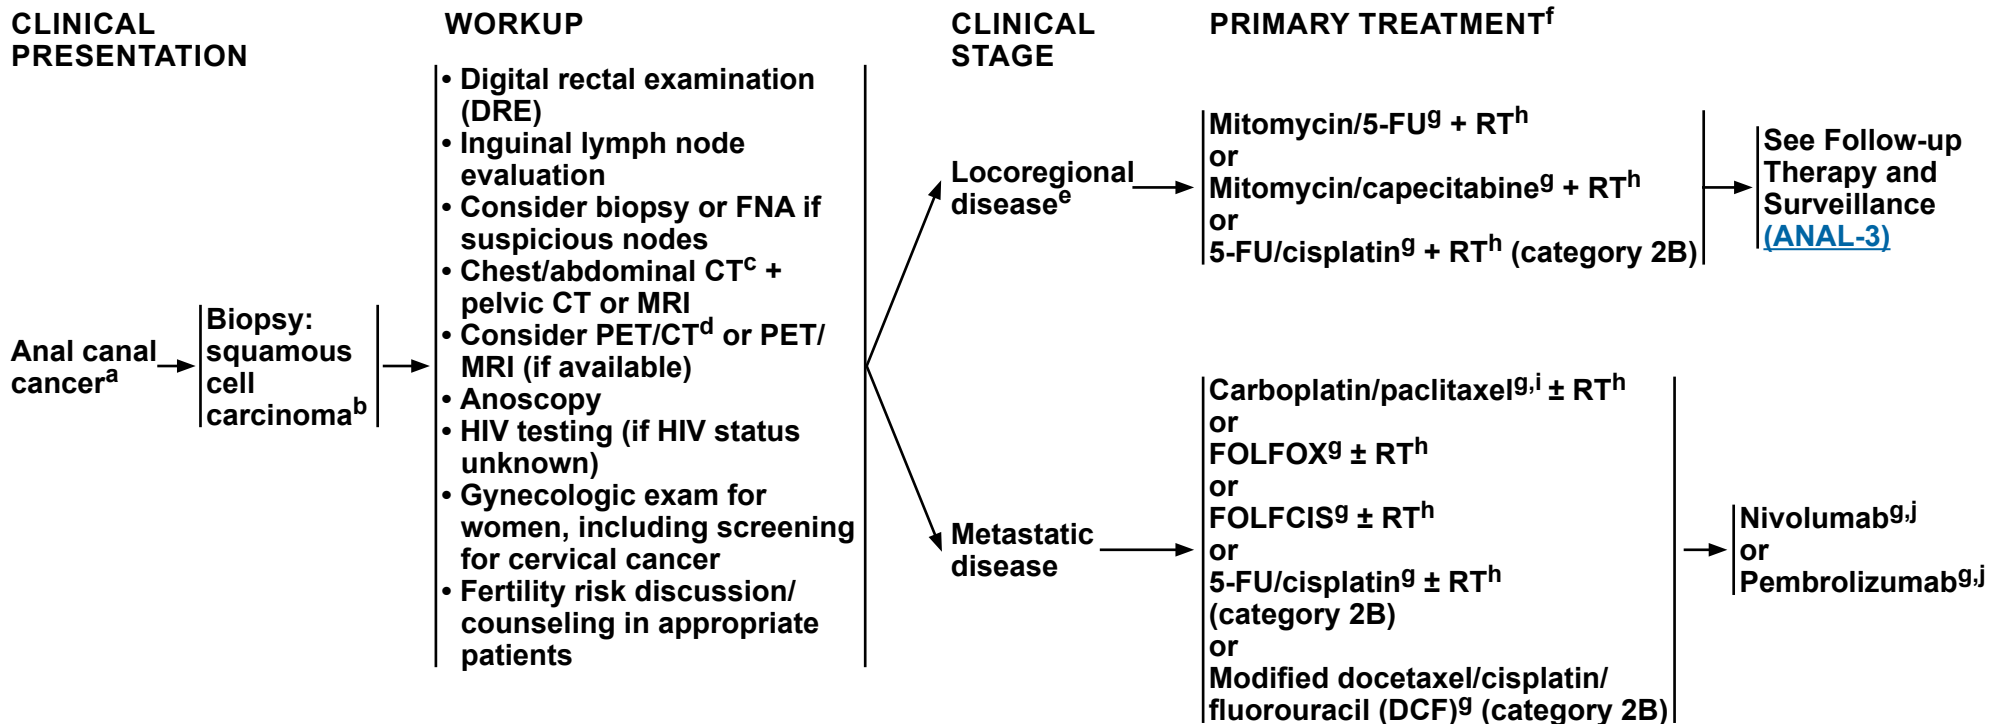 CLINICAL
PRESENTATION
WORKUP
CLINICAL
STAGE
PRIMARY TREATMENTf
Anal canal
cancera
Biopsy:
squamous
cell
carcinomab
• Digital rectal examination
(DRE)
• Inguinal lymph node
evaluation
• Consider biopsy or FNA if
suspicious nodes
• Chest/abdominal CTc +
pelvic CT or MRI
• Consider PET/CTd or PET/
MRI (if available)
• Anoscopy
• HIV testing (if HIV status
unknown)
• Gynecologic exam for
women, including screening
for cervical cancer
• Fertility risk discussion/
counseling in appropriate
patients
Locoregional
diseasee
Mitomycin/5-FUg + RTh
or
Mitomycin/capecitabineg + RTh
or
5-FU/cisplating + RTh (category 2B)
See Follow-up
Therapy and
Surveillance
(ANAL-3)
Metastatic
disease
Carboplatin/paclitaxelg,i ± RTh
or
FOLFOXg ± RTh
or
FOLFCISg ± RTh
or
5-FU/cisplating ± RTh
(category 2B)
or
Modified docetaxel/cisplatin/
fluorouracil (DCF)g (category 2B)
Nivolumabg,j
or
Pembrolizumabg,j